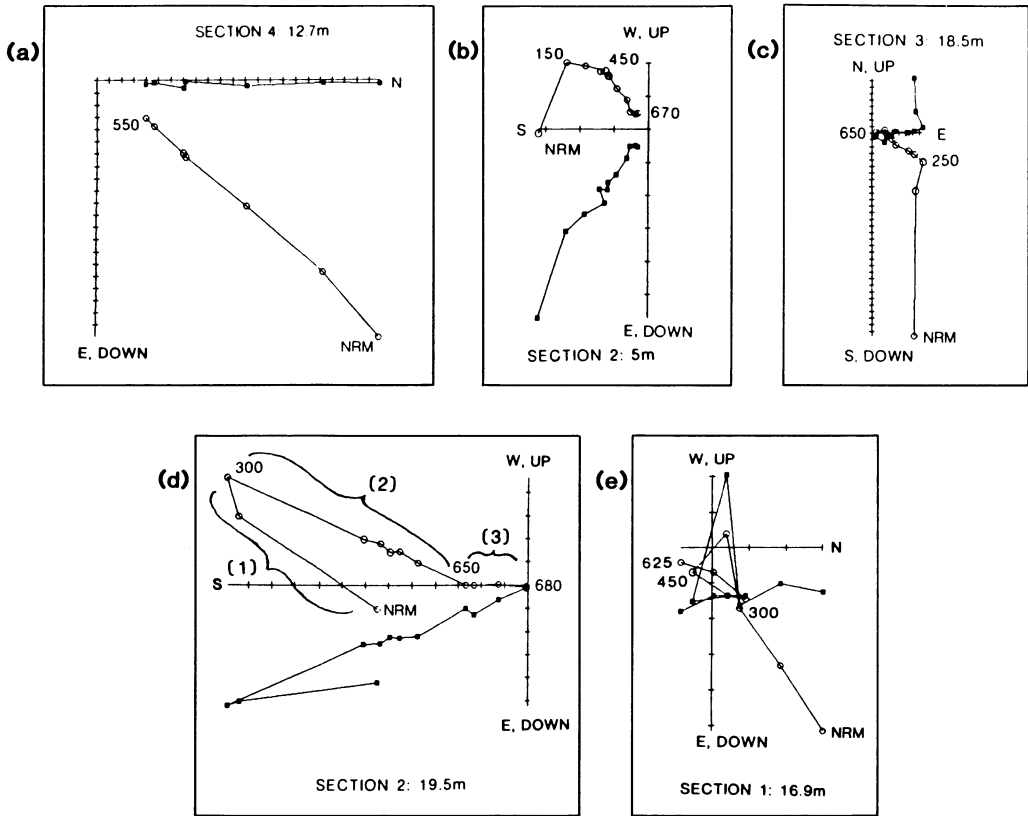 (a)
SECTION 4: 12.7m
N
550
NRM
E, DOWN
(b)
W, UP
150
450
670
S
NRM
E, DOWN
SECTION 2: 5m
(c)
SECTION 3: 18.5m
N, UP
650
E
250
NRM
S, DOWN
(d)
W, UP
300
(2)
(3)
(1)
650
S
680
NRM
E, DOWN
SECTION 2: 19.5m
(e)
W, UP
N
625
450
300
NRM
E, DOWN
SECTION 1: 16.9m